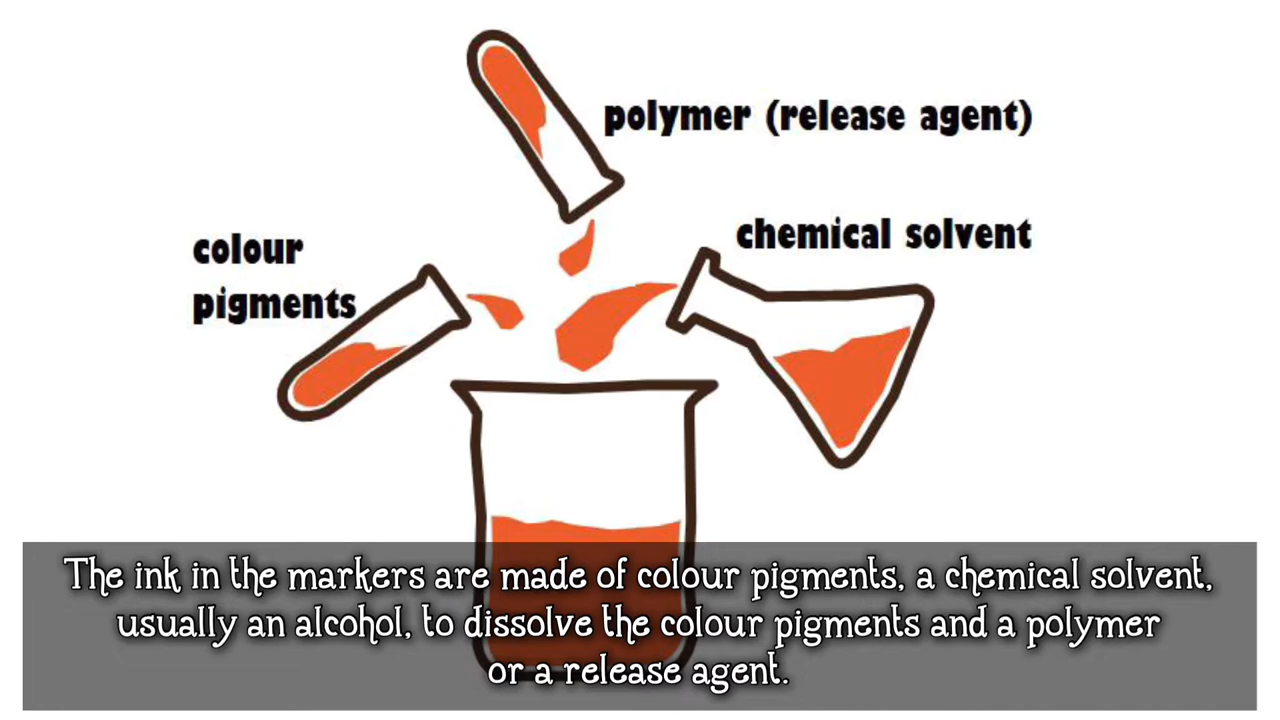 polymer (release agent)
chemical solvent
colour
pigments
The ink in the markers are made of colour pigments, a chemical solvent,
usually an alcohol, to dissolve the colour pigments and a polymer
or a release agent.